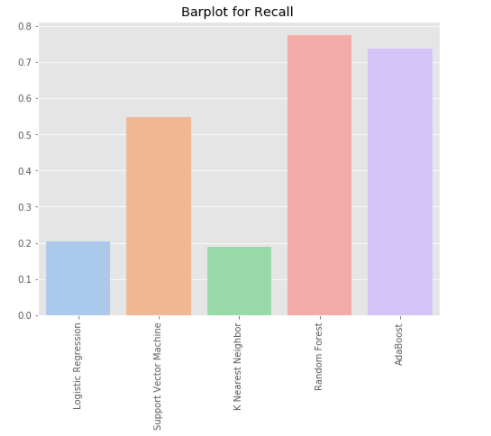 Barplot for Recall
0.8
0.7
0.6
0.5
0.4
0.3
0.2
0.1
0.0
Logistic Regression
Support Vector Machine
K Nearest Neighbor
Random Forest
AdaBoost